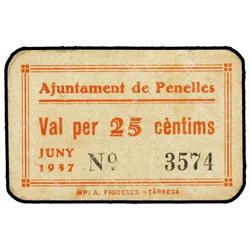 Ajuntament de Penelles
Val per 25 cèntims
JUNY
1937 Nº 3574
IMP. A. FIGUERES - TÀRREGA